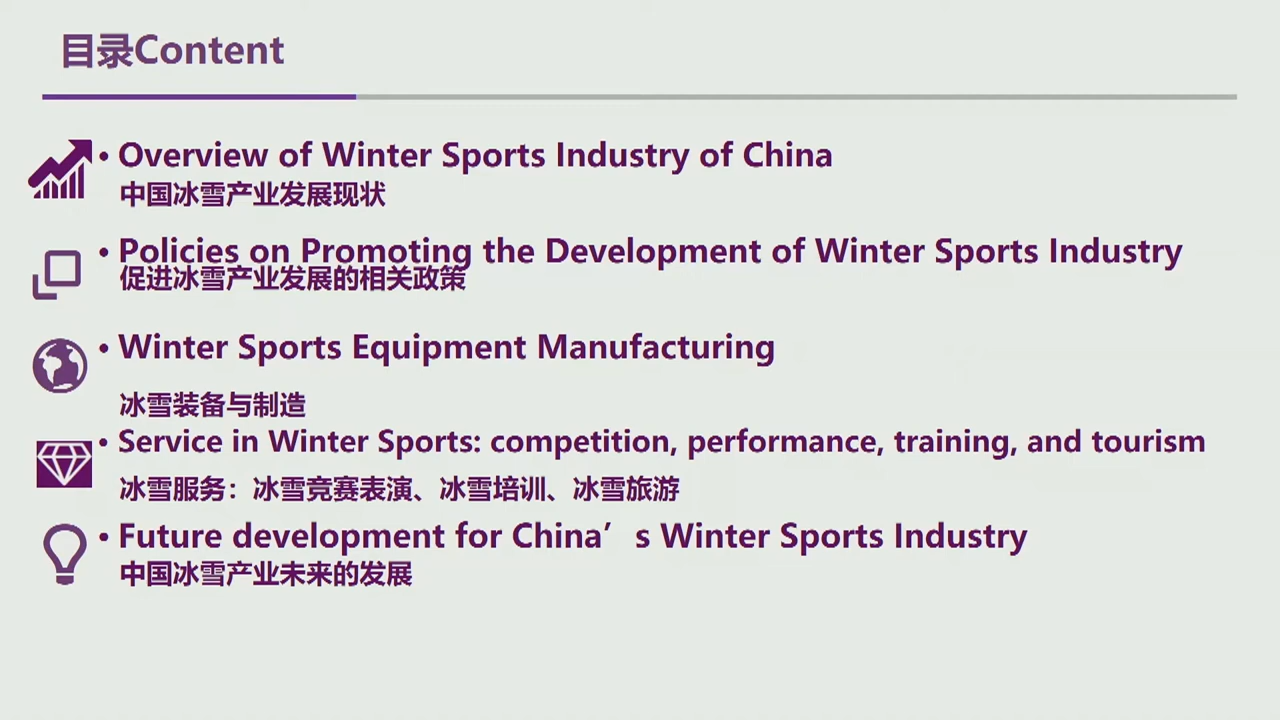 目录Content
• Overview of Winter Sports Industry of China
中国冰雪产业发展现状
• Policies on Promoting the Development of Winter Sports Industry
促进冰雪产业发展的相关政策
• Winter Sports Equipment Manufacturing
冰雪装备与制造
• Service in Winter Sports: competition, performance, training, and tourism
冰雪服务：冰雪竞赛表演、冰雪培训、冰雪旅游
• Future development for China’s Winter Sports Industry
中国冰雪产业未来的发展